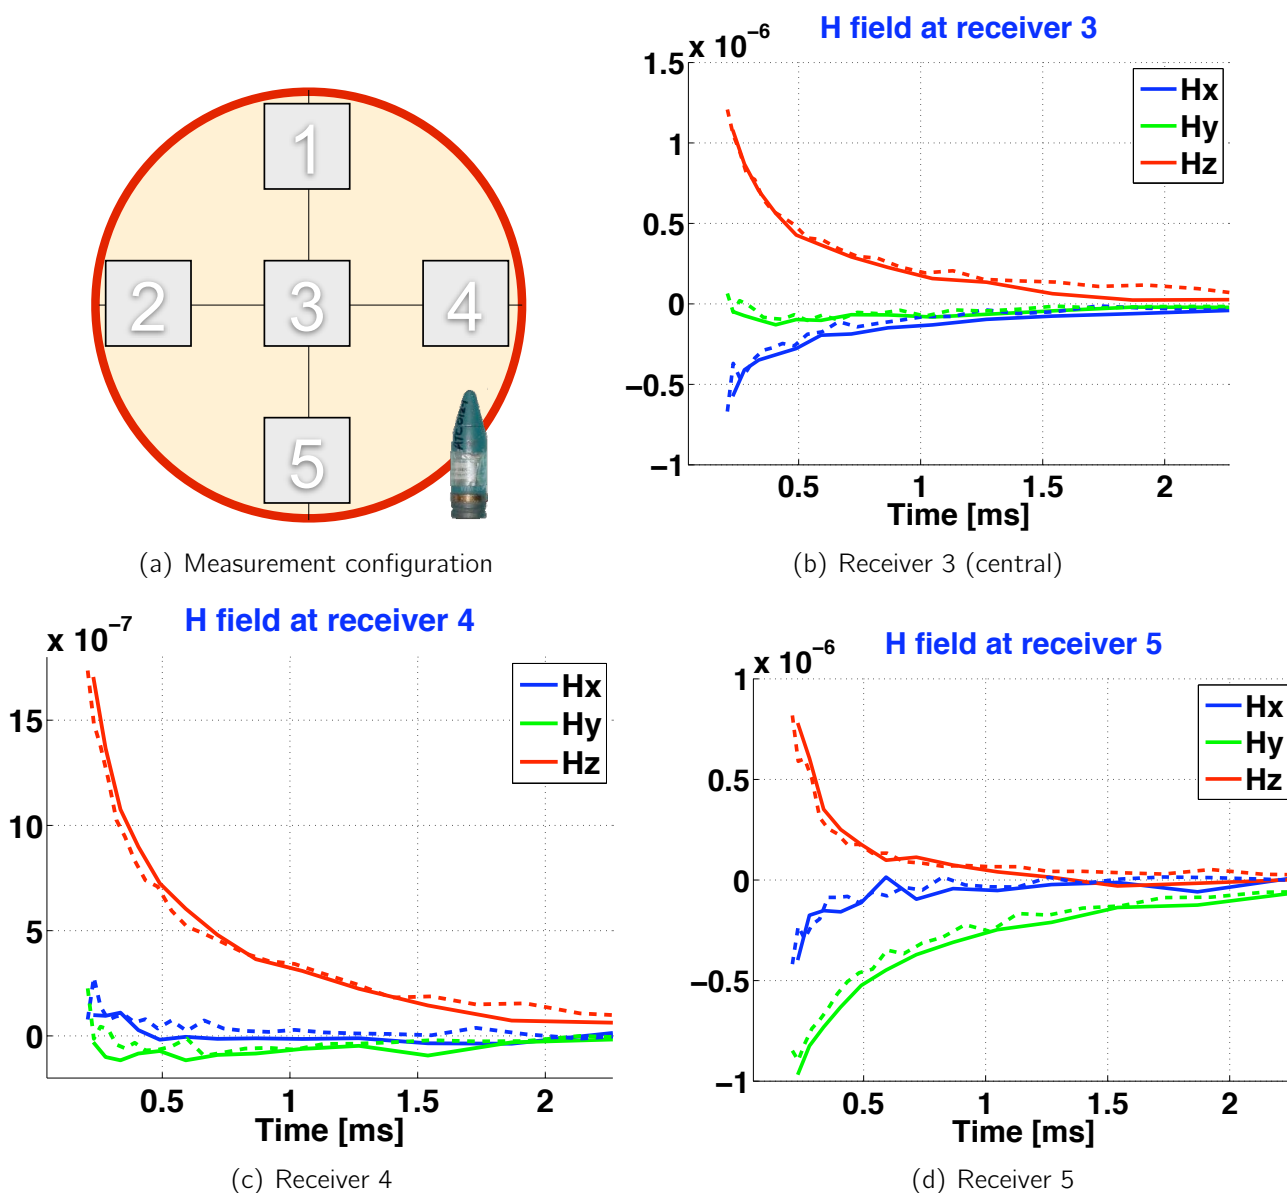 1
2
3
4
5
(a) Measurement configuration
H field at receiver 3
x 10⁻⁶
1.5
1
0.5
0
−0.5
−1
0.5
1
1.5
2
Time [ms]
Hx
Hy
Hz
(b) Receiver 3 (central)
H field at receiver 4
x 10⁻⁷
15
10
5
0
0.5
1
1.5
2
Time [ms]
Hx
Hy
Hz
(c) Receiver 4
H field at receiver 5
x 10⁻⁶
1
0.5
0
−0.5
−1
0.5
1
1.5
2
Time [ms]
Hx
Hy
Hz
(d) Receiver 5